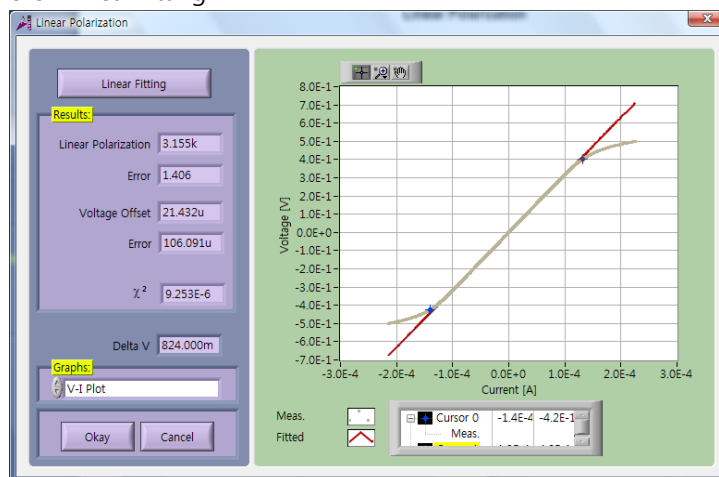 Linear Polarization
Linear Fitting
Results:
Linear Polarization 3.155k
Error 1.406
Voltage Offset 21.432u
Error 106.091u
χ² 9.253E-6
Delta V 824.000m
Graphs:
V-I Plot
Okay Cancel
8.0E-1
7.0E-1
6.0E-1
5.0E-1
4.0E-1
3.0E-1
2.0E-1
1.0E-1
0.0E+0
-1.0E-1
-2.0E-1
-3.0E-1
-4.0E-1
-5.0E-1
-6.0E-1
-7.0E-1
Voltage [V]
-3.0E-4 -2.0E-4 -1.0E-4 0.0E+0 1.0E-4 2.0E-4 3.0E-4
Current [A]
Meas.
Fitted
Cursor 0 -1.4E-4 -4.2E-1
Meas.